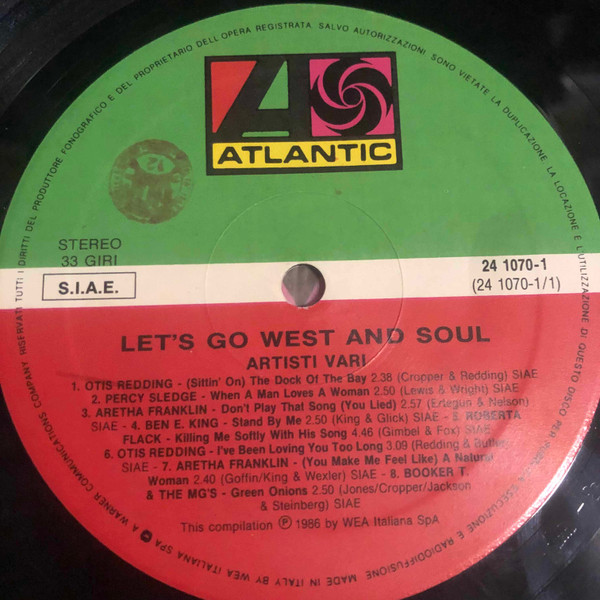 A WARNER COMMUNICATIONS COMPANY RISERVATI TUTTI I DIRITTI DEL PRODUTTORE FONOGRAFICO E DEL PROPRIETARIO DELL'OPERA REGISTRATA. SALVO AUTORIZZAZIONI SONO VIETATE LA DUPLICAZIONE, LA LOCAZIONE E L'UTILIZZAZIONE DI QUESTO DISCO PER ESECUZIONE E RADIODIFFUSIONE MADE IN ITALY BY WEA ITALIANA SPA
ATLANTIC
12
STEREO
33 GIRI
S.I.A.E.
24 1070-1
(24 1070-1/1)
LET'S GO WEST AND SOUL
ARTISTI VARI
1. OTIS REDDING - (Sittin' On) The Dock Of The Bay 2.38 (Cropper & Redding) SIAE
2. PERCY SLEDGE - When A Man Loves A Woman 2.50 (Lewis & Wright) SIAE
3. ARETHA FRANKLIN - Don't Play That Song (You Lied) 2.57 (Ertegun & Nelson)
SIAE - 4. BEN E. KING - Stand By Me 2.50 (King & Glick) SIAE - ROBERTA
FLACK - Killing Me Softly With His Song 4.46 (Gimbel & Fox) SIAE
6. OTIS REDDING - I've Been Loving You Too Long 3.09 (Redding &
SIAE - 7. ARETHA FRANKLIN - (You Make Me Feel Like) A Natural
Woman 2.40 (Goffin/King & Wexler) SIAE - 8. BOOKER T.
& THE MG'S - Green Onions 2.50 (Jones/Cropper/Jackson
& Steinberg) SIAE
This compilation ℗ 1986 by WEA Italiana SpA